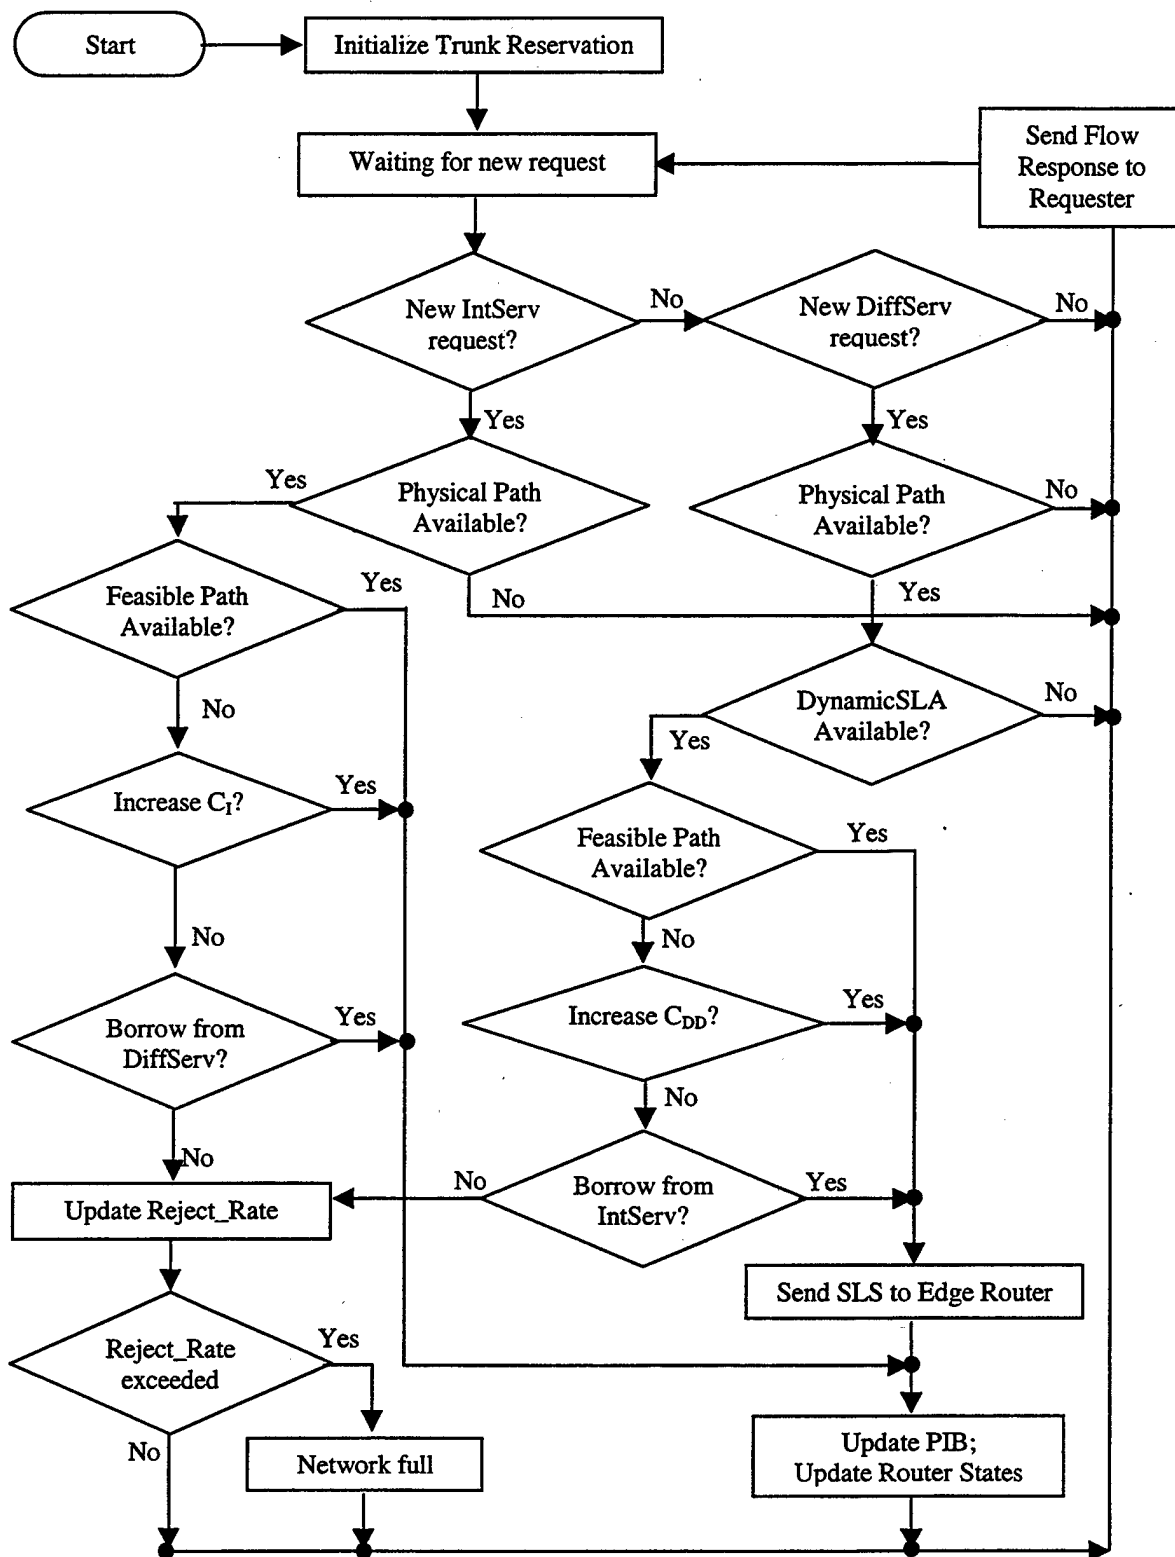 Start
Initialize Trunk Reservation
Waiting for new request
Send Flow
Response to
Requester
New IntServ
request?
No
New DiffServ
request?
No
Yes
Yes
Yes
Physical Path
Available?
Physical Path
Available?
No
Feasible Path
Available?
Yes
No
Yes
No
DynamicSLA
Available?
No
Yes
Increase C_I?
Yes
Feasible Path
Available?
Yes
No
No
Borrow from
DiffServ?
Yes
Increase C_DD?
Yes
No
No
Update Reject_Rate
No
Borrow from
IntServ?
Yes
Send SLS to Edge Router
Reject_Rate
exceeded
Yes
No
Network full
Update PIB;
Update Router States